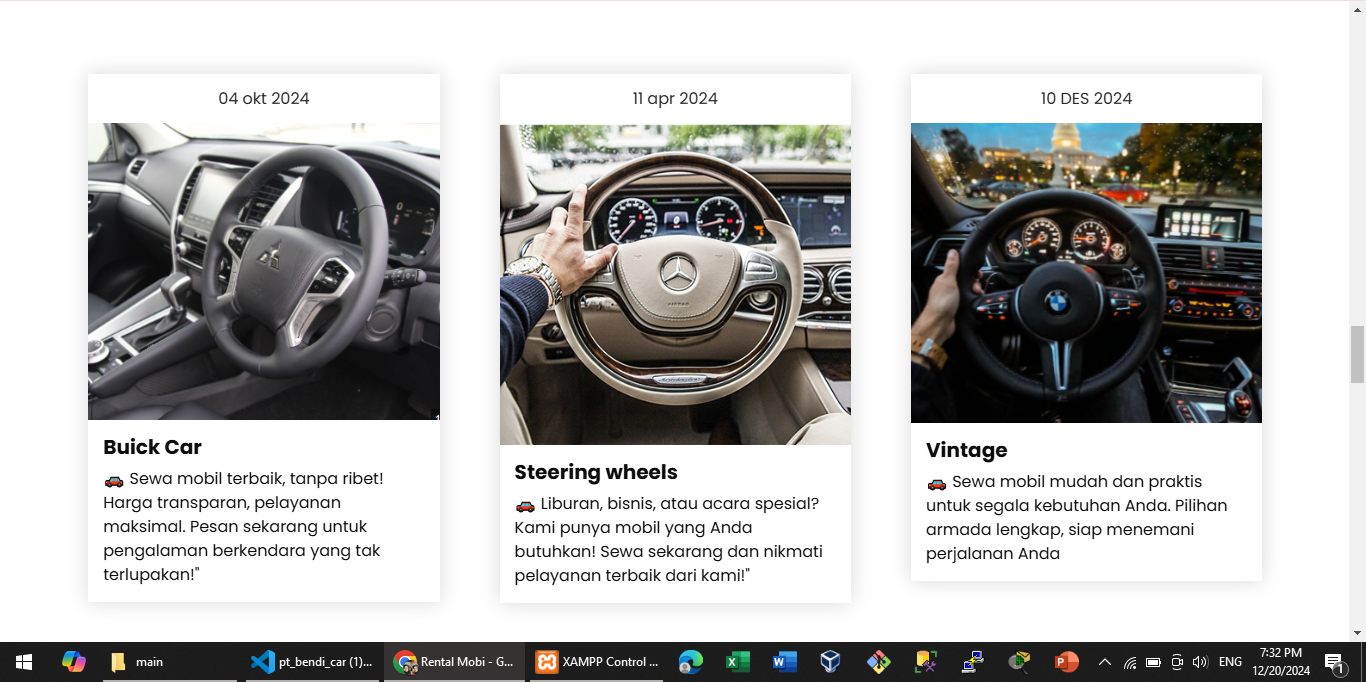 04 okt 2024
Buick Car
🚗 Sewa mobil terbaik, tanpa ribet!
Harga transparan, pelayanan
maksimal. Pesan sekarang untuk
pengalaman berkendara yang tak
terlupakan!"
11 apr 2024
Steering wheels
🚗 Liburan, bisnis, atau acara spesial?
Kami punya mobil yang Anda
butuhkan! Sewa sekarang dan nikmati
pelayanan terbaik dari kami!"
10 DES 2024
Vintage
🚗 Sewa mobil mudah dan praktis
untuk segala kebutuhan Anda. Pilihan
armada lengkap, siap menemani
perjalanan Anda
main
pt_bendi_car (1)...
Rental Mobi - G...
XAMPP Control ...
ENG
7:32 PM
12/20/2024
1